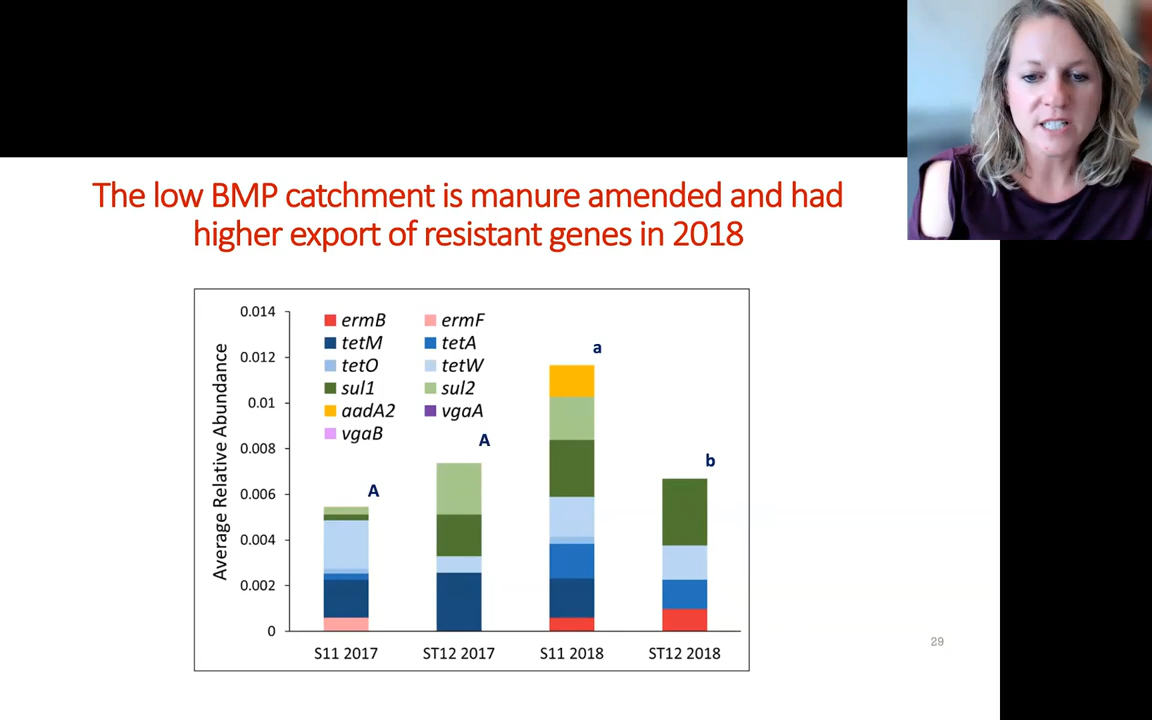 The low BMP catchment is manure amended and had
higher export of resistant genes in 2018
Average Relative Abundance
0.014
0.012
0.01
0.008
0.006
0.004
0.002
0
ermB ermF
tetM tetA
tetO tetW
sul1 sul2
aadA2 vgaA
vgaB
A
A
a
b
S11 2017 ST12 2017 S11 2018 ST12 2018
29